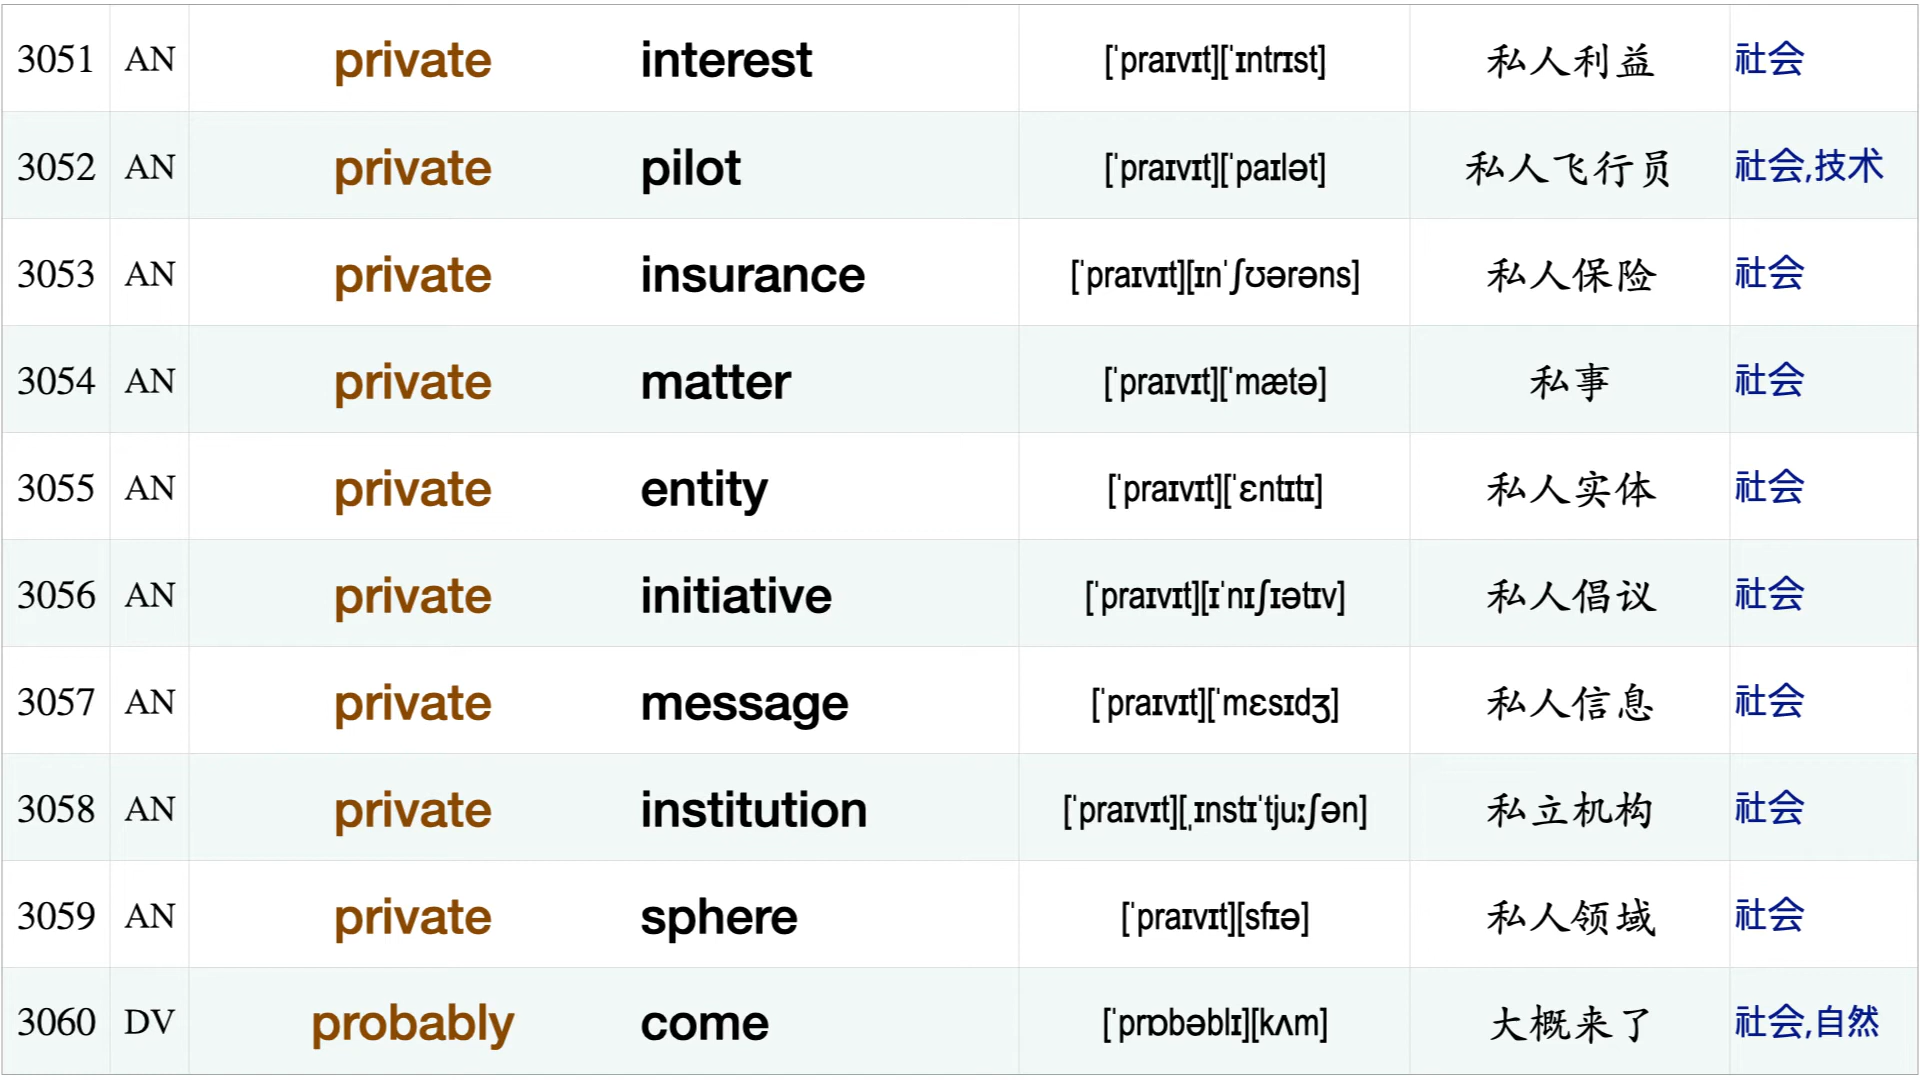 3051 AN private interest [ˈpraɪvɪt][ˈɪntrɪst] 私人利益 社会
3052 AN private pilot [ˈpraɪvɪt][ˈpaɪlət] 私人飞行员 社会,技术
3053 AN private insurance [ˈpraɪvɪt][ɪnˈʃʊərəns] 私人保险 社会
3054 AN private matter [ˈpraɪvɪt][ˈmætə] 私事 社会
3055 AN private entity [ˈpraɪvɪt][ˈɛntɪtɪ] 私人实体 社会
3056 AN private initiative [ˈpraɪvɪt][ɪˈnɪʃɪətɪv] 私人倡议 社会
3057 AN private message [ˈpraɪvɪt][ˈmɛsɪdʒ] 私人信息 社会
3058 AN private institution [ˈpraɪvɪt][ˌɪnstɪˈtjuːʃən] 私立机构 社会
3059 AN private sphere [ˈpraɪvɪt][sfɪə] 私人领域 社会
3060 DV probably come [ˈprɒbəblɪ][kʌm] 大概来了 社会,自然